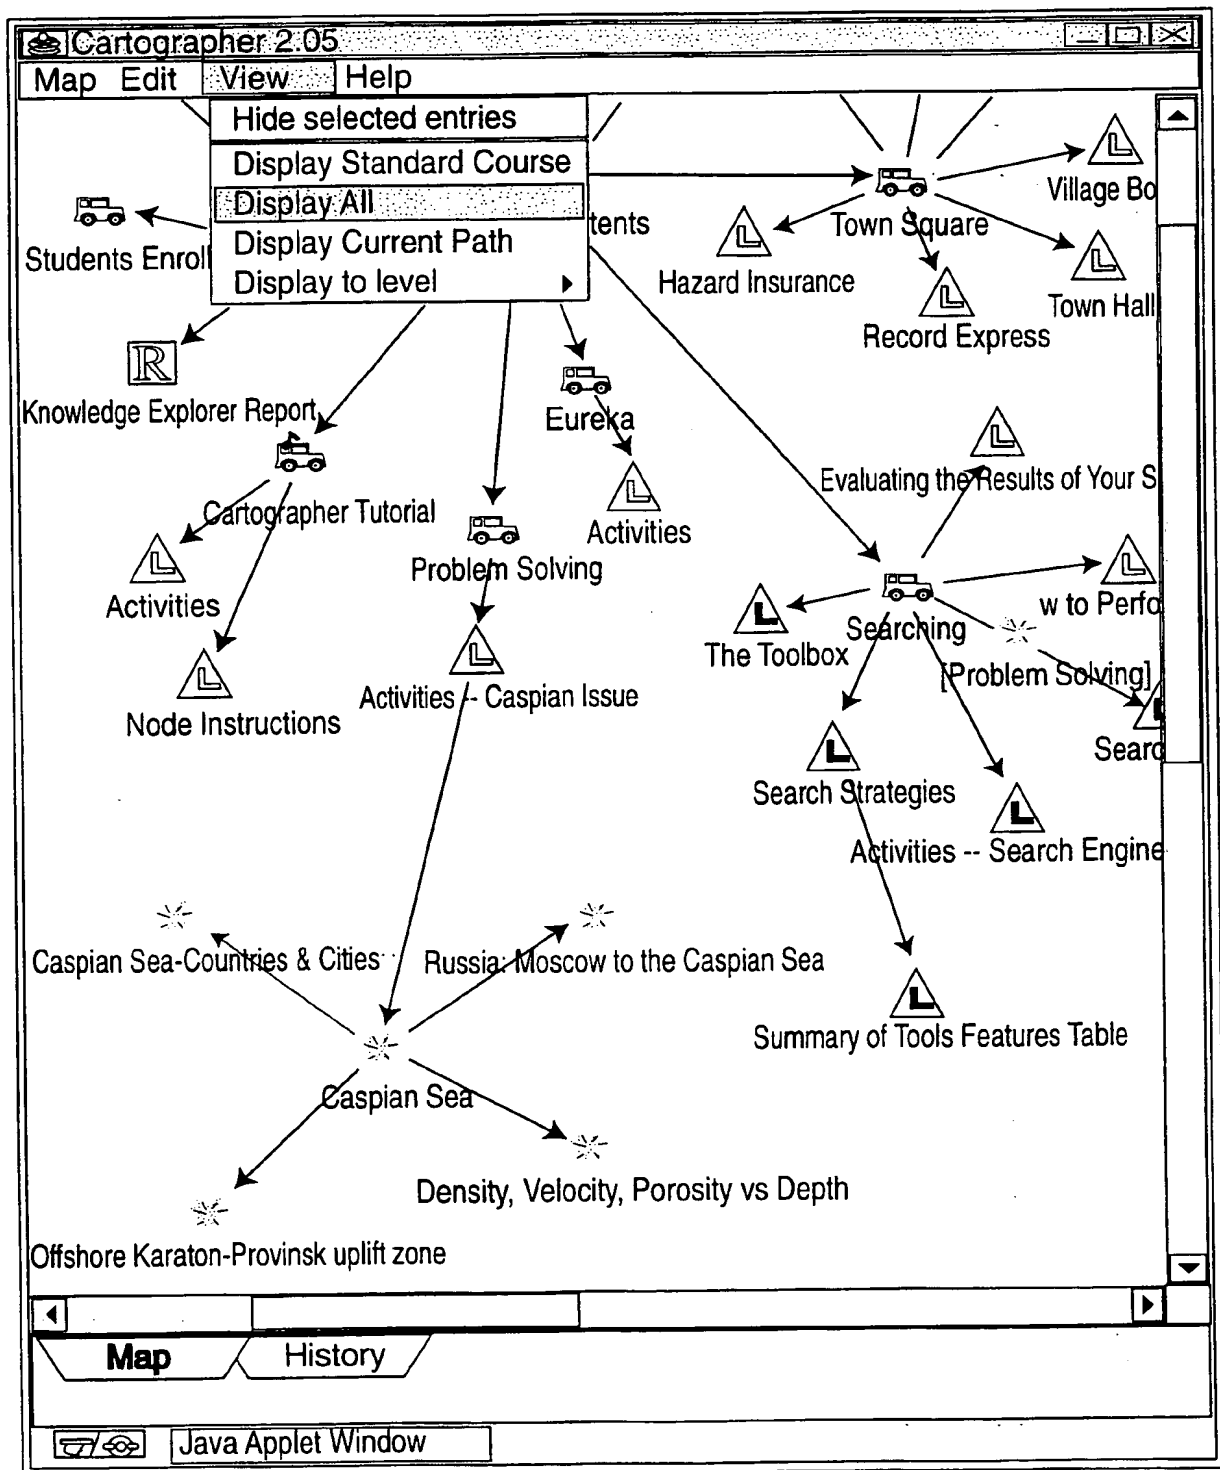 Cartographer 2.05
Map Edit View Help
Hide selected entries
Display Standard Course
Display All
Display Current Path
Display to level
tents
Students Enroll
Town Square
Village Bo
Hazard Insurance
Town Hall
Record Express
R
Knowledge Explorer Report
Eureka
Evaluating the Results of Your S
Cartographer Tutorial
Activities
Problem Solving
Activities
w to Perfo
Searching
The Toolbox
[Problem Solving]
Activities -- Caspian Issue
Node Instructions
Searc
Search Strategies
Activities -- Search Engine
Caspian Sea-Countries & Cities
Russia: Moscow to the Caspian Sea
Summary of Tools Features Table
Caspian Sea
Density, Velocity, Porosity vs Depth
Offshore Karaton-Provinsk uplift zone
Map History
Java Applet Window